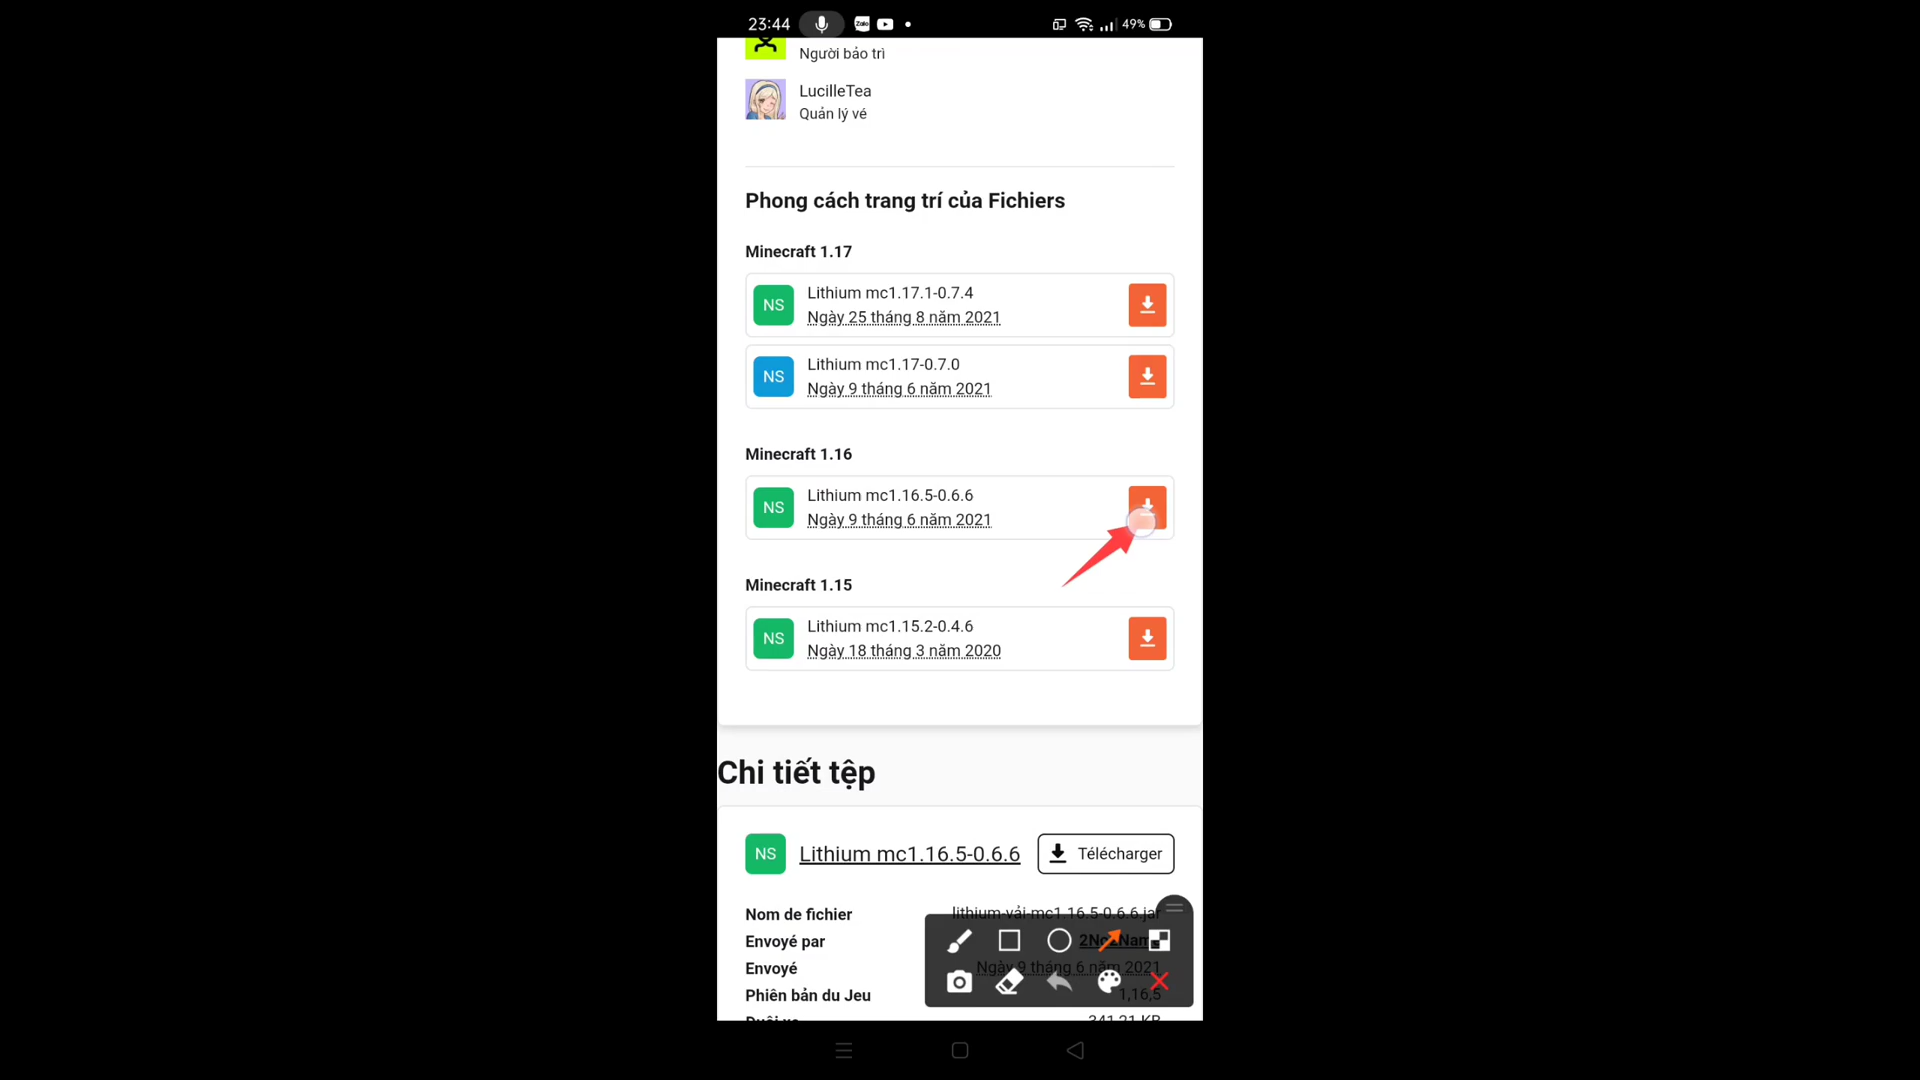 23:44
Zalo
49%
Người bảo trì
LucilleTea
Quản lý vé
Phong cách trang trí của Fichiers
Minecraft 1.17
NS
Lithium mc1.17.1-0.7.4
Ngày 25 tháng 8 năm 2021
NS
Lithium mc1.17-0.7.0
Ngày 9 tháng 6 năm 2021
Minecraft 1.16
NS
Lithium mc1.16.5-0.6.6
Ngày 9 tháng 6 năm 2021
Minecraft 1.15
NS
Lithium mc1.15.2-0.4.6
Ngày 18 tháng 3 năm 2020
Chi tiết tệp
NS
Lithium mc1.16.5-0.6.6
Télécharger
Nom de fichier
lithium-vải-mc1.16.5-0.6.6.jar
Envoyé par
Envoyé
Ngày 9 tháng 6 năm 2021
Phiên bản du Jeu
1,16,5
341,21 KB